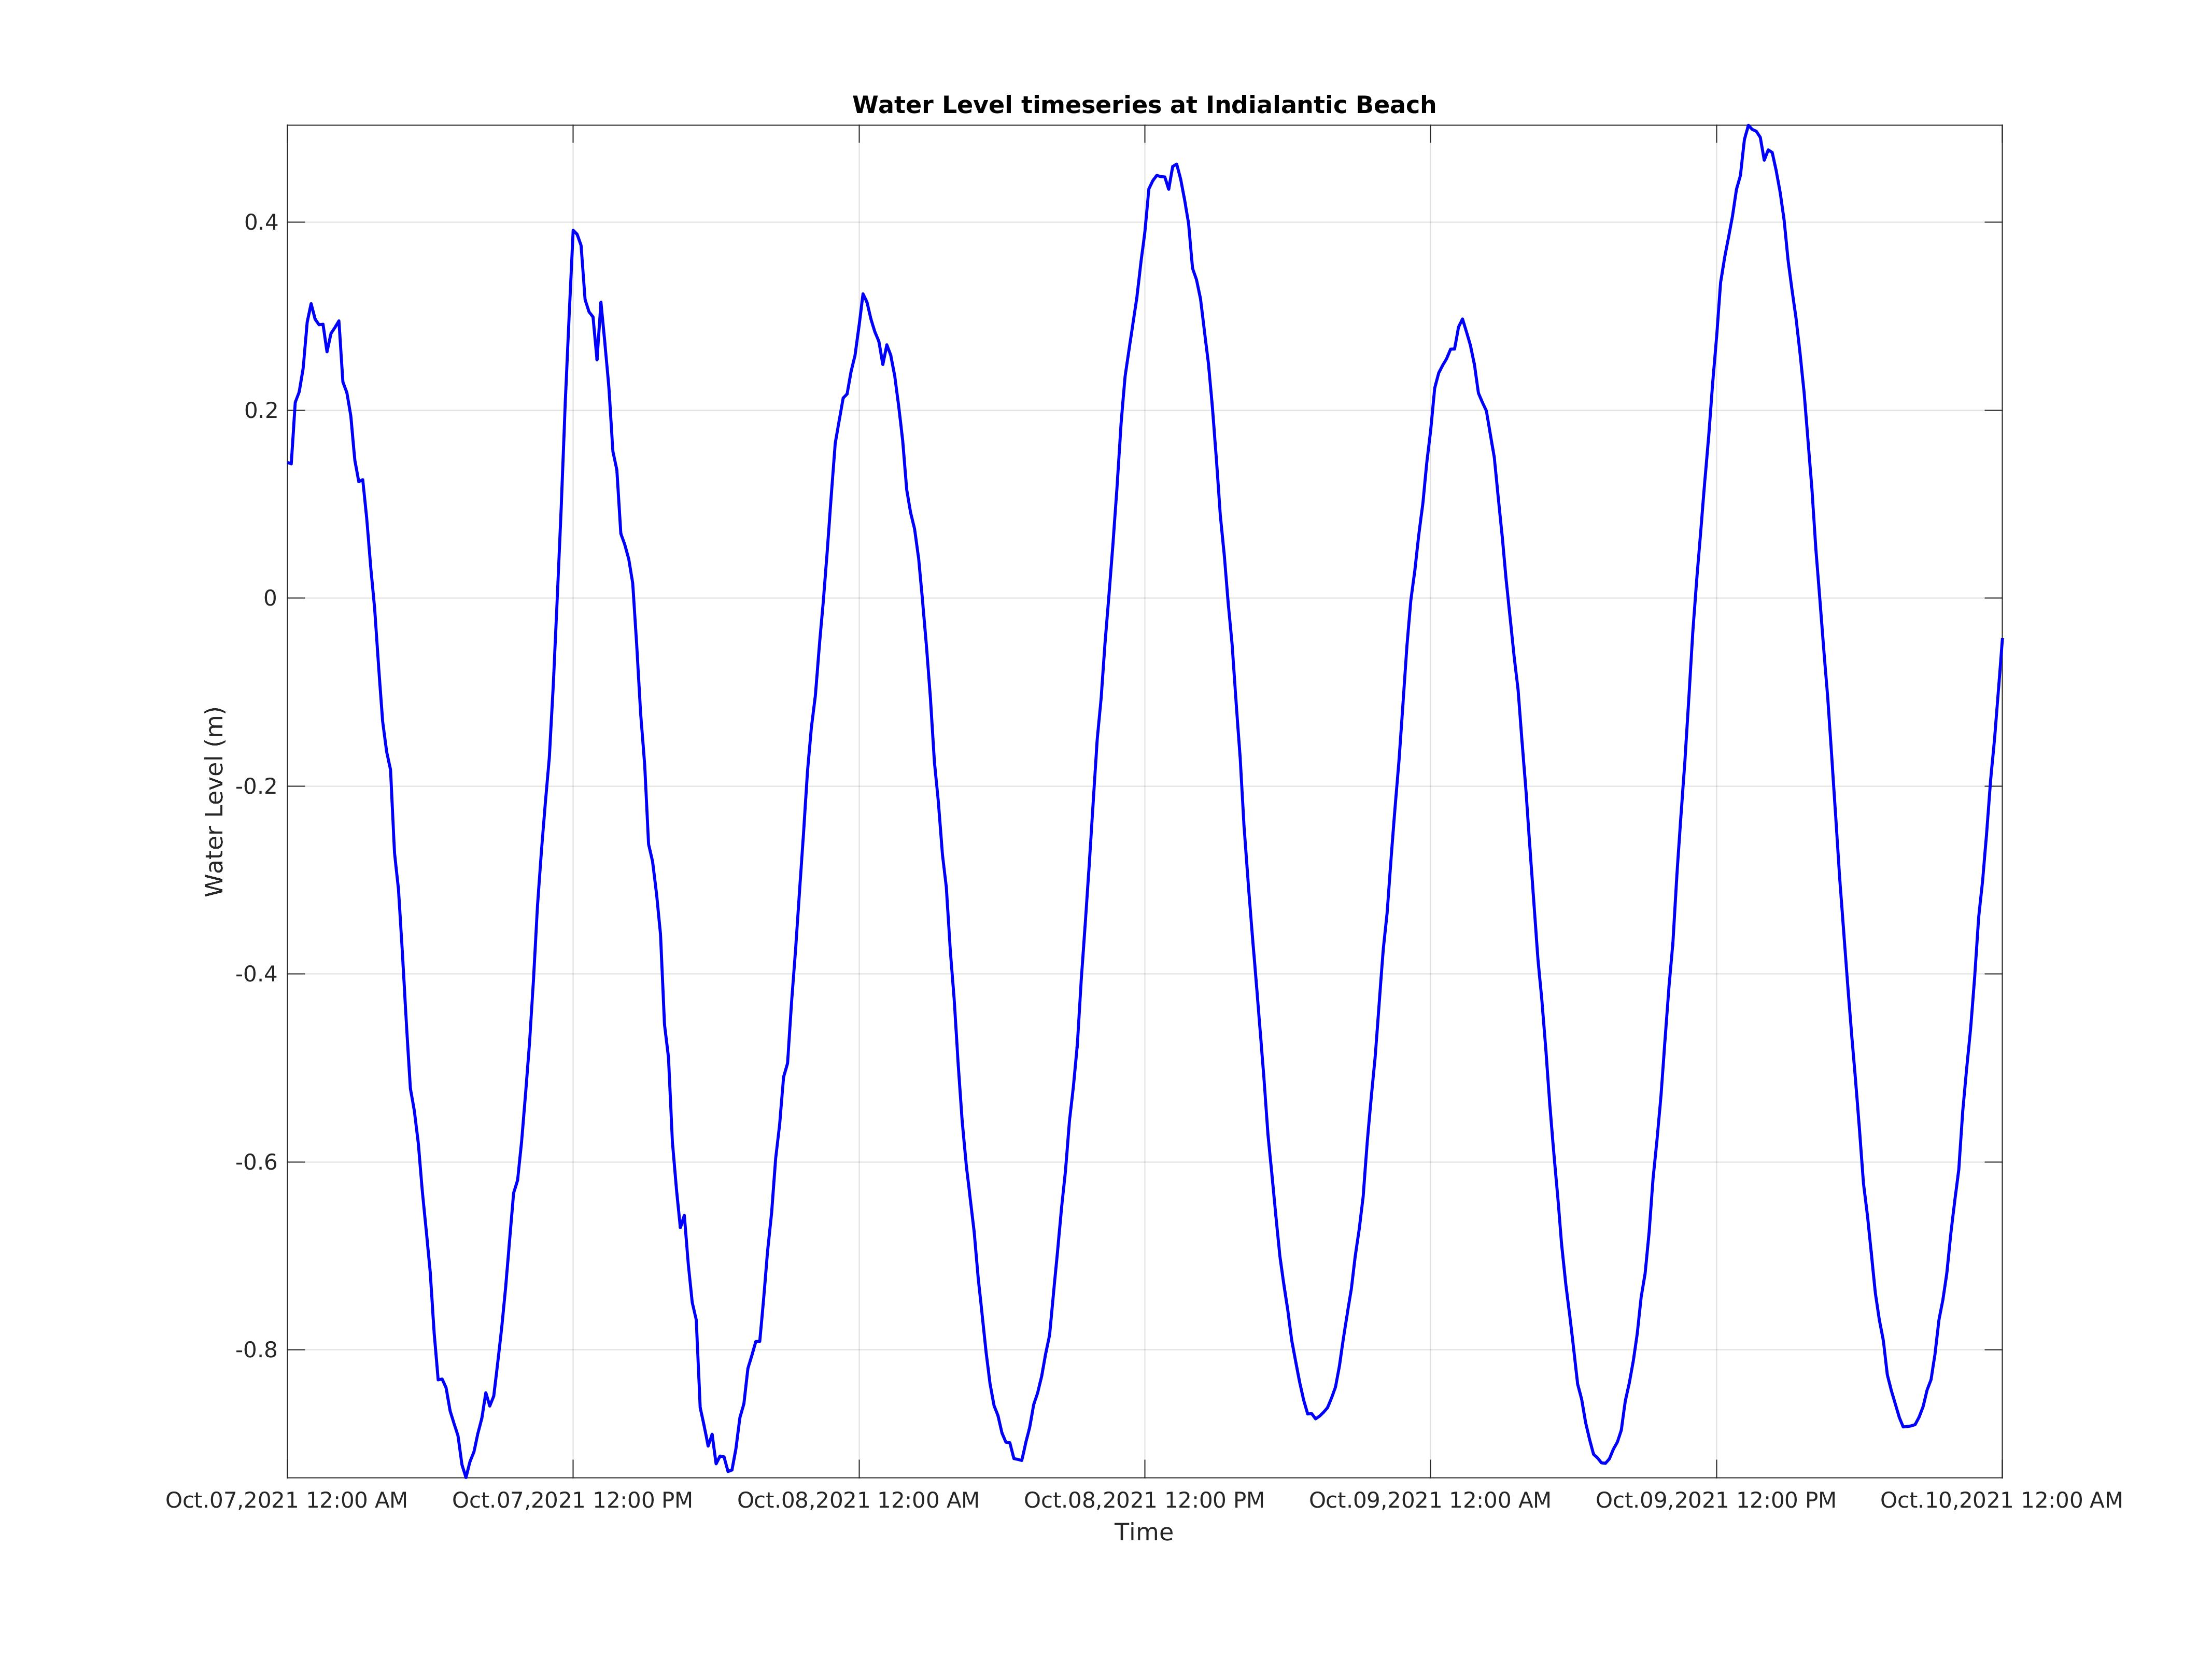 Water Level timeseries at Indialantic Beach
0.4
0.2
0
-0.2
-0.4
-0.6
-0.8
Water Level (m)
Oct.07,2021 12:00 AM Oct.07,2021 12:00 PM Oct.08,2021 12:00 AM Oct.08,2021 12:00 PM Oct.09,2021 12:00 AM Oct.09,2021 12:00 PM Oct.10,2021 12:00 AM
Time